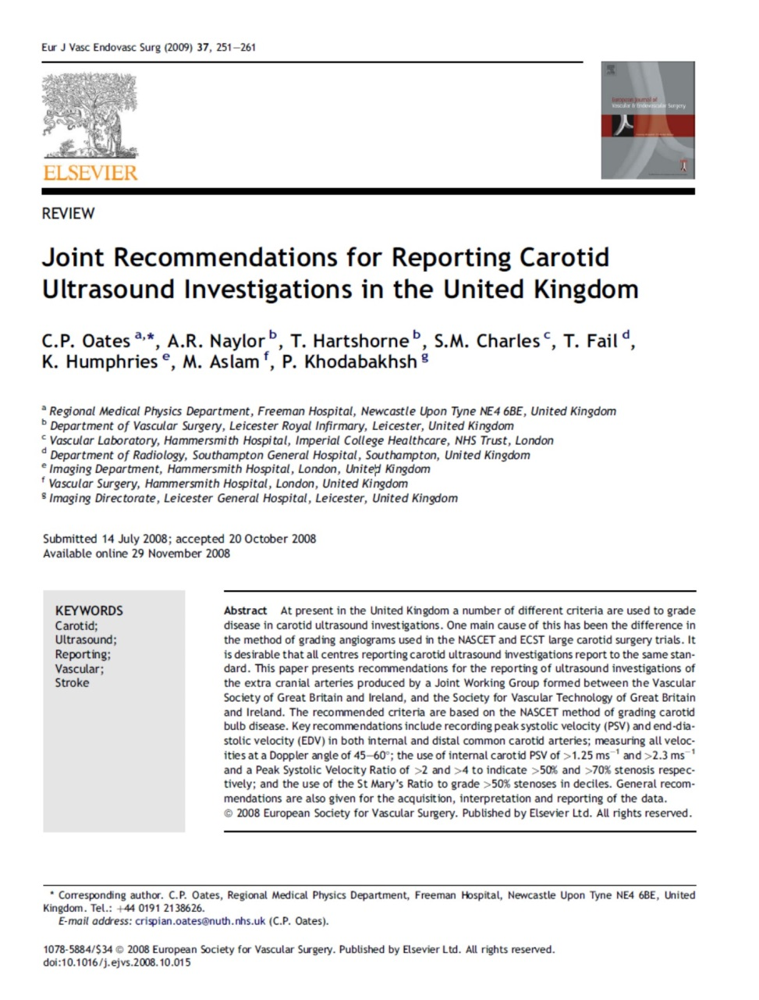 Eur J Vasc Endovasc Surg (2009) 37, 251–261
ELSEVIER
European Journal of
Vascular & Endovascular Surgery
REVIEW
Joint Recommendations for Reporting Carotid
Ultrasound Investigations in the United Kingdom
C.P. Oates a,*, A.R. Naylor b, T. Hartshorne b, S.M. Charles c, T. Fail d,
K. Humphries e, M. Aslam f, P. Khodabakhsh g
a Regional Medical Physics Department, Freeman Hospital, Newcastle Upon Tyne NE4 6BE, United Kingdom
b Department of Vascular Surgery, Leicester Royal Infirmary, Leicester, United Kingdom
c Vascular Laboratory, Hammersmith Hospital, Imperial College Healthcare, NHS Trust, London
d Department of Radiology, Southampton General Hospital, Southampton, United Kingdom
e Imaging Department, Hammersmith Hospital, London, United Kingdom
f Vascular Surgery, Hammersmith Hospital, London, United Kingdom
g Imaging Directorate, Leicester General Hospital, Leicester, United Kingdom
Submitted 14 July 2008; accepted 20 October 2008
Available online 29 November 2008
KEYWORDS
Carotid;
Ultrasound;
Reporting;
Vascular;
Stroke
Abstract At present in the United Kingdom a number of different criteria are used to grade
disease in carotid ultrasound investigations. One main cause of this has been the difference in
the method of grading angiograms used in the NASCET and ECST large carotid surgery trials. It
is desirable that all centres reporting carotid ultrasound investigations report to the same stan-
dard. This paper presents recommendations for the reporting of ultrasound investigations of
the extra cranial arteries produced by a Joint Working Group formed between the Vascular
Society of Great Britain and Ireland, and the Society for Vascular Technology of Great Britain
and Ireland. The recommended criteria are based on the NASCET method of grading carotid
bulb disease. Key recommendations include recording peak systolic velocity (PSV) and end-dia-
stolic velocity (EDV) in both internal and distal common carotid arteries; measuring all veloc-
ities at a Doppler angle of 45–60°; the use of internal carotid PSV of >1.25 ms−1 and >2.3 ms−1
and a Peak Systolic Velocity Ratio of >2 and >4 to indicate >50% and >70% stenosis respec-
tively; and the use of the St Mary's Ratio to grade >50% stenoses in deciles. General recom-
mendations are also given for the acquisition, interpretation and reporting of the data.
© 2008 European Society for Vascular Surgery. Published by Elsevier Ltd. All rights reserved.
* Corresponding author. C.P. Oates, Regional Medical Physics Department, Freeman Hospital, Newcastle Upon Tyne NE4 6BE, United
Kingdom. Tel.: +44 0191 2138626.
E-mail address: crispian.oates@nuth.nhs.uk (C.P. Oates).
1078-5884/$34 © 2008 European Society for Vascular Surgery. Published by Elsevier Ltd. All rights reserved.
doi:10.1016/j.ejvs.2008.10.015